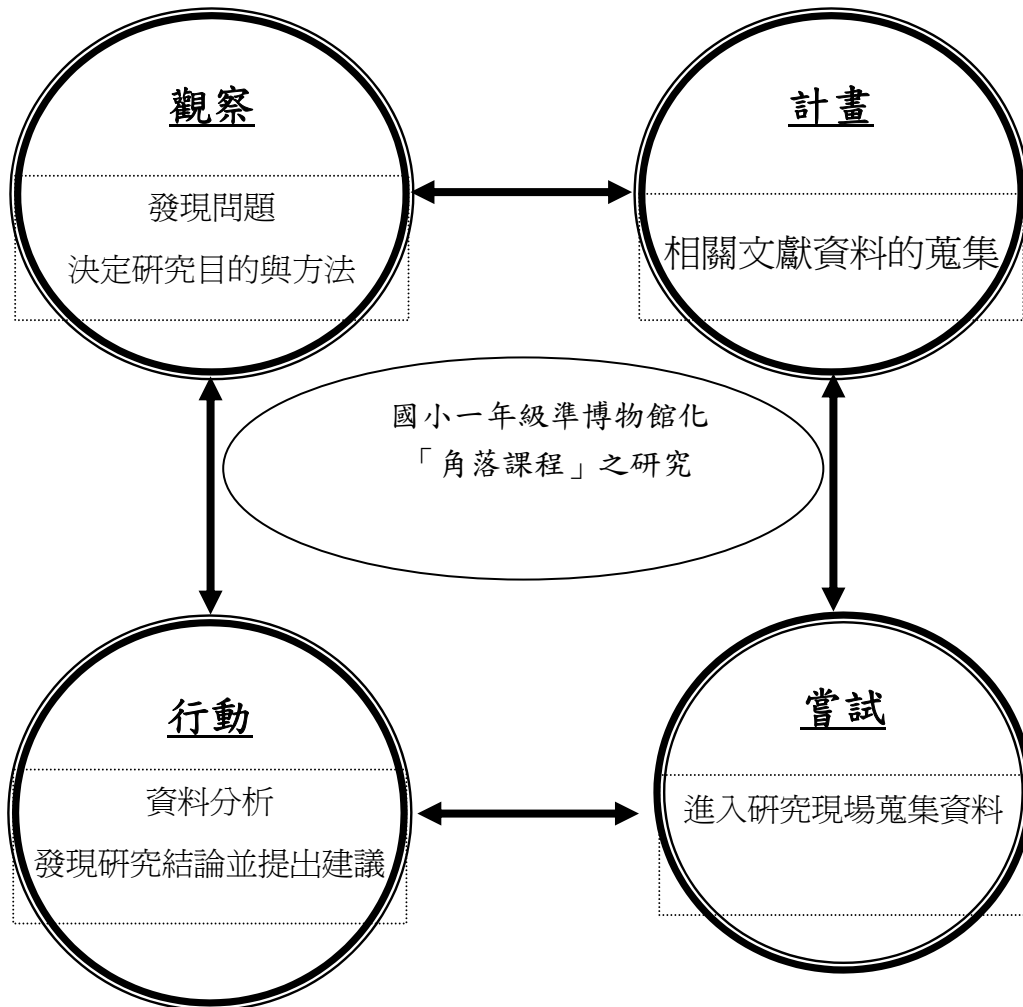 觀察
發現問題
決定研究目的與方法
計畫
相關文獻資料的蒐集
國小一年級準博物館化
「角落課程」之研究
行動
資料分析
發現研究結論並提出建議
嘗試
進入研究現場蒐集資料